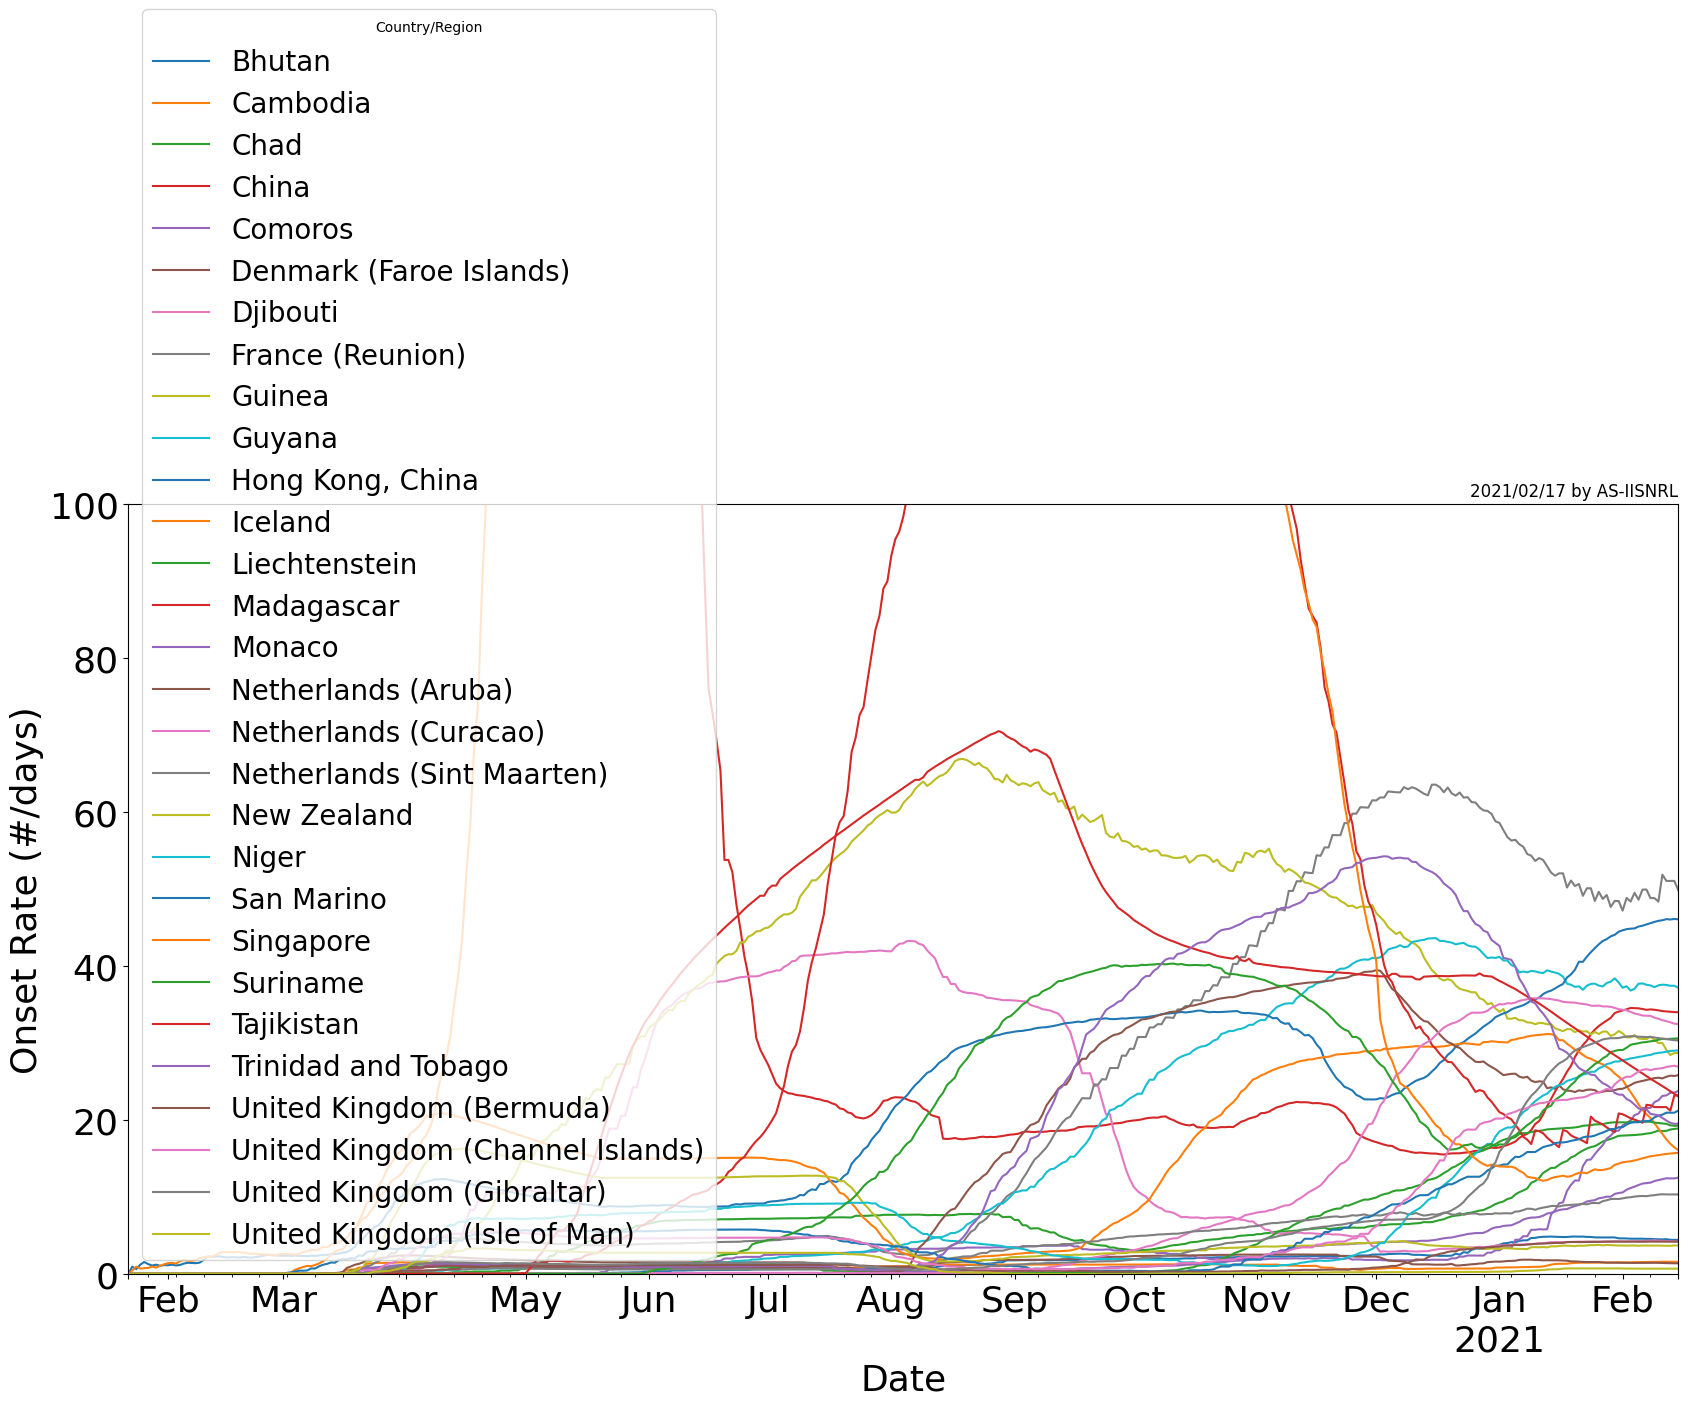 Country/Region
Bhutan
Cambodia
Chad
China
Comoros
Denmark (Faroe Islands)
Djibouti
France (Reunion)
Guinea
Guyana
Hong Kong, China
Iceland
Liechtenstein
Madagascar
Monaco
Netherlands (Aruba)
Netherlands (Curacao)
Netherlands (Sint Maarten)
New Zealand
Niger
San Marino
Singapore
Suriname
Tajikistan
Trinidad and Tobago
United Kingdom (Bermuda)
United Kingdom (Channel Islands)
United Kingdom (Gibraltar)
United Kingdom (Isle of Man)
2021/02/17 by AS-IISNRL
Onset Rate (#/days)
100
80
60
40
20
0
Feb Mar Apr May Jun Jul Aug Sep Oct Nov Dec Jan Feb
2021
Date